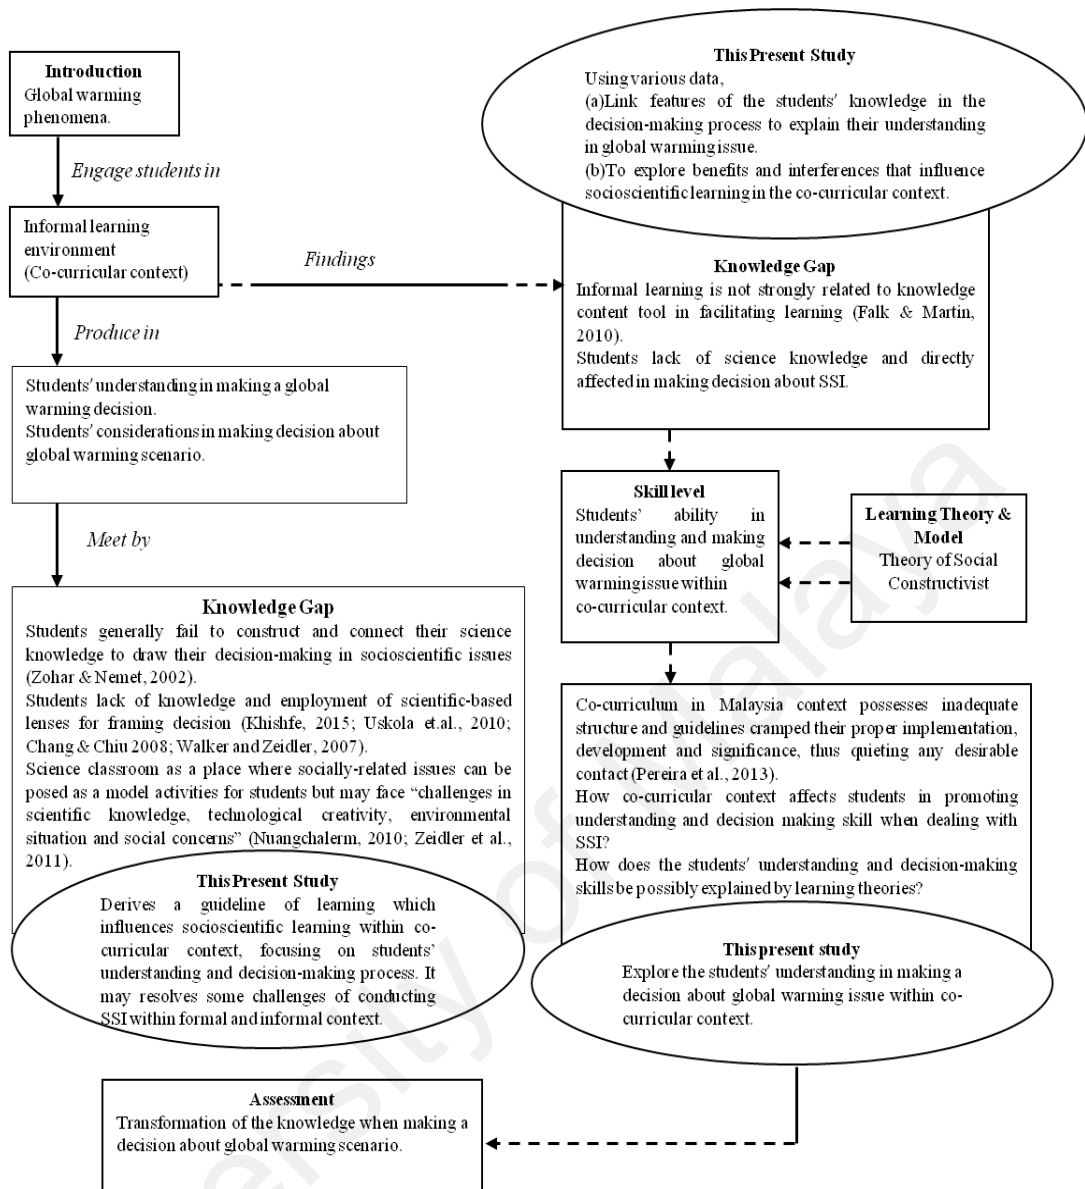 Introduction
Global warming
phenomena.
Engage students in
Informal learning
environment
(Co-curricular context)
Findings
Produce in
Students' understanding in making a global
warming decision.
Students' considerations in making decision about
global warming scenario.
Meet by
Knowledge Gap
Students generally fail to construct and connect their science
knowledge to draw their decision-making in socioscientific issues
(Zohar & Nemet, 2002).
Students lack of knowledge and employment of scientific-based
lenses for framing decision (Khishfe, 2015; Uskola et.al., 2010;
Chang & Chiu 2008; Walker and Zeidler, 2007).
Science classroom as a place where socially-related issues can be
posed as a model activities for students but may face “challenges in
scientific knowledge, technological creativity, environmental
situation and social concerns” (Nuangchalerm, 2010; Zeidler et al.,
2011).
This Present Study
Derives a guideline of learning which
influences socioscientific learning within co-
curricular context, focusing on students'
understanding and decision-making process. It
may resolves some challenges of conducting
SSI within formal and informal context.
This Present Study
Using various data,
(a)Link features of the students' knowledge in the
decision-making process to explain their understanding
in global warming issue.
(b)To explore benefits and interferences that influence
socioscientific learning in the co-curricular context.
Knowledge Gap
Informal learning is not strongly related to knowledge
content tool in facilitating learning (Falk & Martin,
2010).
Students lack of science knowledge and directly
affected in making decision about SSI.
Skill level
Students’ ability in
understanding and making
decision about global
warming issue within
co-curricular context.
Learning Theory &
Model
Theory of Social
Constructivist
Co-curriculum in Malaysia context possesses inadequate
structure and guidelines cramped their proper implementation,
development and significance, thus quieting any desirable
contact (Pereira et al., 2013).
How co-curricular context affects students in promoting
understanding and decision making skill when dealing with
SSI?
How does the students' understanding and decision-making
skills be possibly explained by learning theories?
This present study
Explore the students' understanding in making a
decision about global warming issue within co-
curricular context.
Assessment
Transformation of the knowledge when making a
decision about global warming scenario.
ersity of Malaya